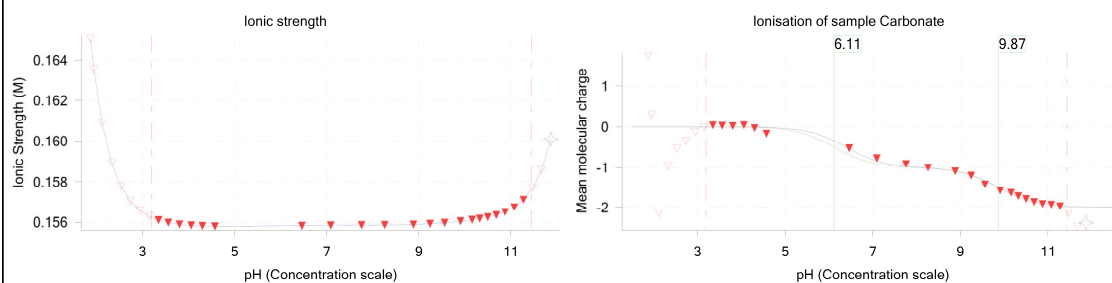 Ionic strength
Ionic Strength (M)
0.164
0.162
0.160
0.158
0.156
3 5 7 9 11
pH (Concentration scale)
Ionisation of sample Carbonate
6.11 9.87
Mean molecular charge
1
0
-1
-2
3 5 7 9 11
pH (Concentration scale)